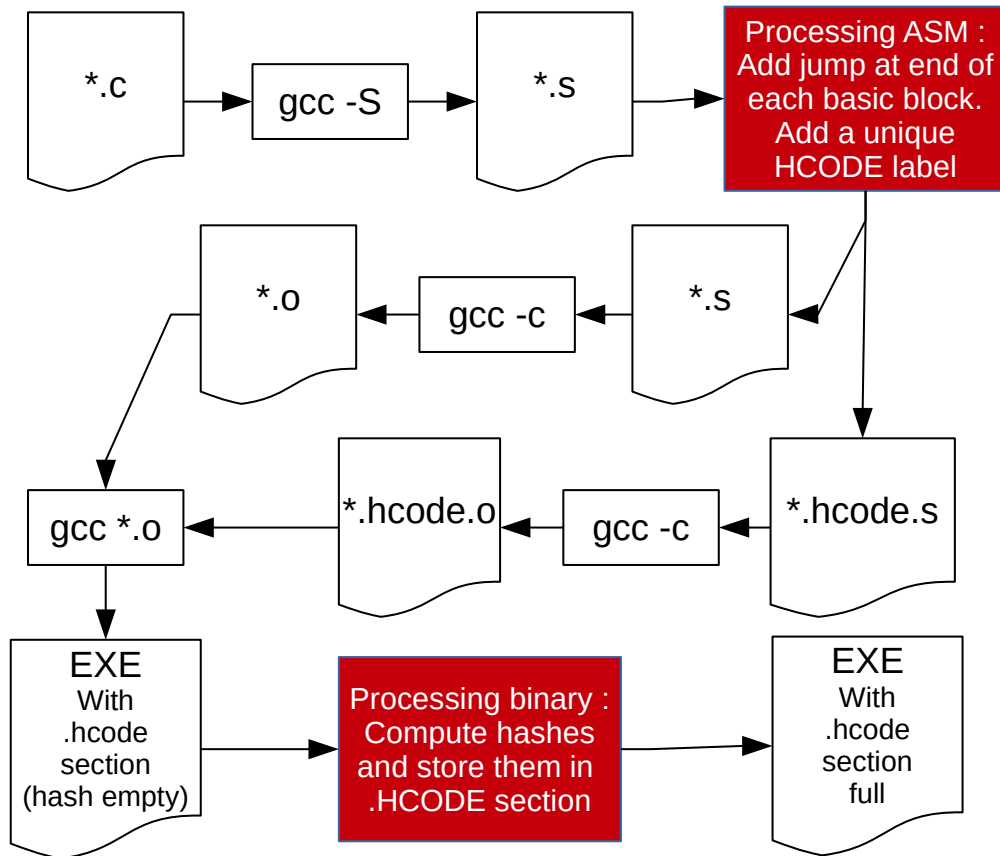 *.c
gcc -S
*.s
Processing ASM :
Add jump at end of
each basic block.
Add a unique
HCODE label
*.o
gcc -c
*.s
gcc *.o
*.hcode.o
gcc -c
*.hcode.s
EXE
With
.hcode
section
(hash empty)
Processing binary :
Compute hashes
and store them in
.HCODE section
EXE
With
.hcode
section
full